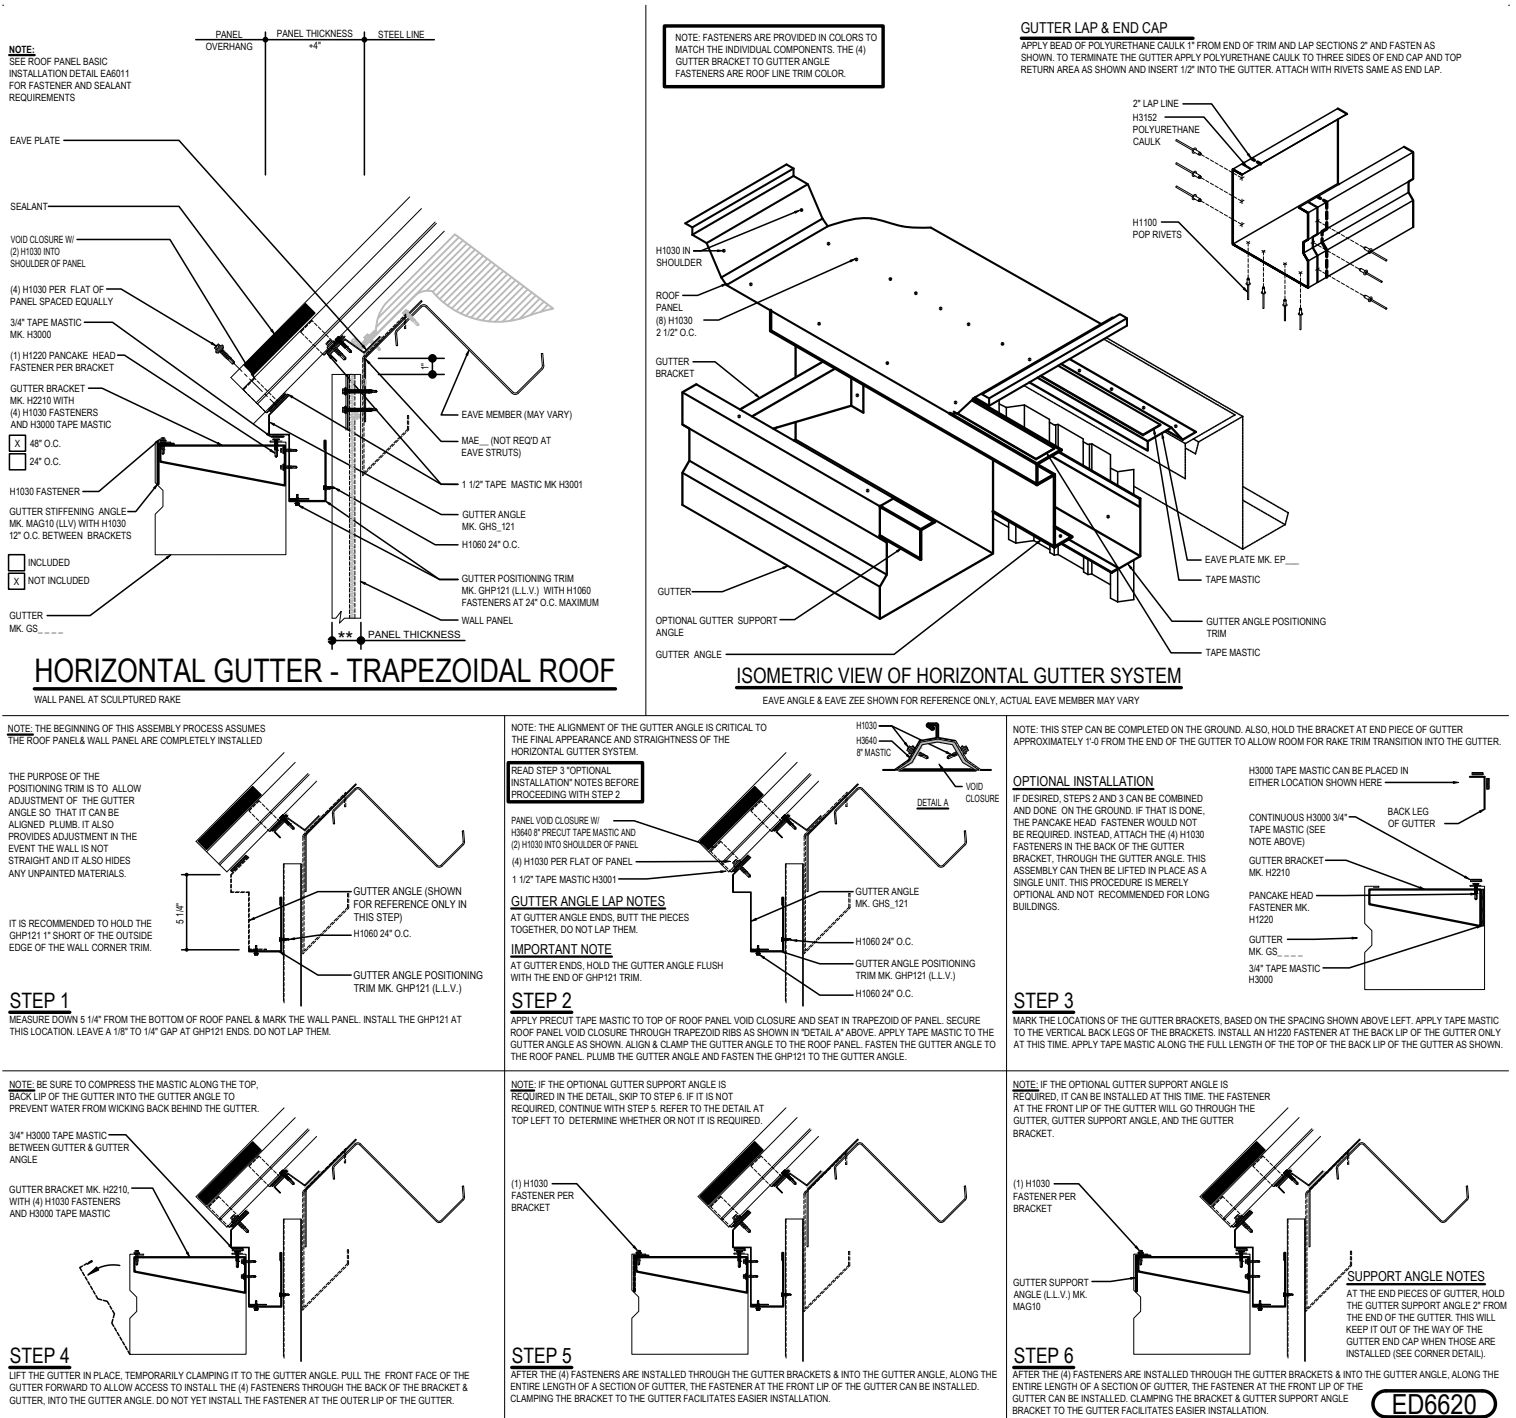 PANEL
OVERHANG
PANEL THICKNESS
+4"
STEEL LINE
NOTE:
SEE ROOF PANEL BASIC
INSTALLATION DETAIL EA6011
FOR FASTENER AND SEALANT
REQUIREMENTS
EAVE PLATE
SEALANT
VOID CLOSURE W/
(2) H1030 INTO
SHOULDER OF PANEL
(4) H1030 PER FLAT OF
PANEL SPACED EQUALLY
3/4" TAPE MASTIC
MK. H3000
(1) H1220 PANCAKE HEAD
FASTENER PER BRACKET
GUTTER BRACKET
MK. H2210 WITH
(4) H1030 FASTENERS
AND H3000 TAPE MASTIC
X 48" O.C.
24" O.C.
H1030 FASTENER
GUTTER STIFFENING ANGLE
MK. MAG10 (LLV) WITH H1030
12" O.C. BETWEEN BRACKETS
INCLUDED
X NOT INCLUDED
GUTTER
MK. GS_ _ _ _
1"
EAVE MEMBER (MAY VARY)
MAE__ (NOT REQ'D AT
EAVE STRUTS)
1 1/2" TAPE MASTIC MK H3001
GUTTER ANGLE
MK. GHS_121
H1060 24" O.C.
GUTTER POSITIONING TRIM
MK. GHP121 (L.L.V.) WITH H1060
FASTENERS AT 24" O.C. MAXIMUM
WALL PANEL
** PANEL THICKNESS
HORIZONTAL GUTTER - TRAPEZOIDAL ROOF
WALL PANEL AT SCULPTURED RAKE
NOTE: FASTENERS ARE PROVIDED IN COLORS TO
MATCH THE INDIVIDUAL COMPONENTS. THE (4)
GUTTER BRACKET TO GUTTER ANGLE
FASTENERS ARE ROOF LINE TRIM COLOR.
GUTTER LAP & END CAP
APPLY BEAD OF POLYURETHANE CAULK 1" FROM END OF TRIM AND LAP SECTIONS 2" AND FASTEN AS
SHOWN. TO TERMINATE THE GUTTER APPLY POLYURETHANE CAULK TO THREE SIDES OF END CAP AND TOP
RETURN AREA AS SHOWN AND INSERT 1/2" INTO THE GUTTER. ATTACH WITH RIVETS SAME AS END LAP.
2" LAP LINE
H3152
POLYURETHANE
CAULK
H1100
POP RIVETS
H1030 IN
SHOULDER
ROOF
PANEL
(8) H1030
2 1/2" O.C.
GUTTER
BRACKET
GUTTER
OPTIONAL GUTTER SUPPORT
ANGLE
GUTTER ANGLE
EAVE PLATE MK. EP___
TAPE MASTIC
GUTTER ANGLE POSITIONING
TRIM
TAPE MASTIC
ISOMETRIC VIEW OF HORIZONTAL GUTTER SYSTEM
EAVE ANGLE & EAVE ZEE SHOWN FOR REFERENCE ONLY, ACTUAL EAVE MEMBER MAY VARY
NOTE: THE BEGINNING OF THIS ASSEMBLY PROCESS ASSUMES
THE ROOF PANEL& WALL PANEL ARE COMPLETELY INSTALLED
THE PURPOSE OF THE
POSITIONING TRIM IS TO ALLOW
ADJUSTMENT OF THE GUTTER
ANGLE SO THAT IT CAN BE
ALIGNED PLUMB. IT ALSO
PROVIDES ADJUSTMENT IN THE
EVENT THE WALL IS NOT
STRAIGHT AND IT ALSO HIDES
ANY UNPAINTED MATERIALS.
IT IS RECOMMENDED TO HOLD THE
GHP121 1" SHORT OF THE OUTSIDE
EDGE OF THE WALL CORNER TRIM.
5 1/4"
GUTTER ANGLE (SHOWN
FOR REFERENCE ONLY IN
THIS STEP)
H1060 24" O.C.
GUTTER ANGLE POSITIONING
TRIM MK. GHP121 (L.L.V.)
STEP 1
MEASURE DOWN 5 1/4" FROM THE BOTTOM OF ROOF PANEL & MARK THE WALL PANEL. INSTALL THE GHP121 AT
THIS LOCATION. LEAVE A 1/8" TO 1/4" GAP AT GHP121 ENDS. DO NOT LAP THEM.
NOTE: THE ALIGNMENT OF THE GUTTER ANGLE IS CRITICAL TO
THE FINAL APPEARANCE AND STRAIGHTNESS OF THE
HORIZONTAL GUTTER SYSTEM.
READ STEP 3 "OPTIONAL
INSTALLATION" NOTES BEFORE
PROCEEDING WITH STEP 2
H1030
H3640
8" MASTIC
VOID
CLOSURE
DETAIL A
PANEL VOID CLOSURE W/
H3640 8" PRECUT TAPE MASTIC AND
(2) H1030 INTO SHOULDER OF PANEL
(4) H1030 PER FLAT OF PANEL
1 1/2" TAPE MASTIC H3001
GUTTER ANGLE LAP NOTES
AT GUTTER ANGLE ENDS, BUTT THE PIECES
TOGETHER, DO NOT LAP THEM.
IMPORTANT NOTE
AT GUTTER ENDS, HOLD THE GUTTER ANGLE FLUSH
WITH THE END OF GHP121 TRIM.
GUTTER ANGLE
MK. GHS_121
H1060 24" O.C.
GUTTER ANGLE POSITIONING
TRIM MK. GHP121 (L.L.V.)
H1060 24" O.C.
STEP 2
APPLY PRECUT TAPE MASTIC TO TOP OF ROOF PANEL VOID CLOSURE AND SEAT IN TRAPEZOID OF PANEL. SECURE
ROOF PANEL VOID CLOSURE THROUGH TRAPEZOID RIBS AS SHOWN IN "DETAIL A" ABOVE. APPLY TAPE MASTIC TO THE
GUTTER ANGLE AS SHOWN. ALIGN & CLAMP THE GUTTER ANGLE TO THE ROOF PANEL. FASTEN THE GUTTER ANGLE TO
THE ROOF PANEL. PLUMB THE GUTTER ANGLE AND FASTEN THE GHP121 TO THE GUTTER ANGLE.
NOTE: THIS STEP CAN BE COMPLETED ON THE GROUND. ALSO, HOLD THE BRACKET AT END PIECE OF GUTTER
APPROXIMATELY 1'-0 FROM THE END OF THE GUTTER TO ALLOW ROOM FOR RAKE TRIM TRANSITION INTO THE GUTTER.
OPTIONAL INSTALLATION
IF DESIRED, STEPS 2 AND 3 CAN BE COMBINED
AND DONE ON THE GROUND. IF THAT IS DONE,
THE PANCAKE HEAD FASTENER WOULD NOT
BE REQUIRED. INSTEAD, ATTACH THE (4) H1030
FASTENERS IN THE BACK OF THE GUTTER
BRACKET, THROUGH THE GUTTER ANGLE. THIS
ASSEMBLY CAN THEN BE LIFTED IN PLACE AS A
SINGLE UNIT. THIS PROCEDURE IS MERELY
OPTIONAL AND NOT RECOMMENDED FOR LONG
BUILDINGS.
H3000 TAPE MASTIC CAN BE PLACED IN
EITHER LOCATION SHOWN HERE
BACK LEG
OF GUTTER
CONTINUOUS H3000 3/4"
TAPE MASTIC (SEE
NOTE ABOVE)
GUTTER BRACKET
MK. H2210
PANCAKE HEAD
FASTENER MK.
H1220
GUTTER
MK. GS_ _ _ _
3/4" TAPE MASTIC
H3000
STEP 3
MARK THE LOCATIONS OF THE GUTTER BRACKETS, BASED ON THE SPACING SHOWN ABOVE LEFT. APPLY TAPE MASTIC
TO THE VERTICAL BACK LEGS OF THE BRACKETS. INSTALL AN H1220 FASTENER AT THE BACK LIP OF THE GUTTER ONLY
AT THIS TIME. APPLY TAPE MASTIC ALONG THE FULL LENGTH OF THE TOP OF THE BACK LIP OF THE GUTTER AS SHOWN.
NOTE: BE SURE TO COMPRESS THE MASTIC ALONG THE TOP,
BACK LIP OF THE GUTTER INTO THE GUTTER ANGLE TO
PREVENT WATER FROM WICKING BACK BEHIND THE GUTTER.
3/4" H3000 TAPE MASTIC
BETWEEN GUTTER & GUTTER
ANGLE
GUTTER BRACKET MK. H2210,
WITH (4) H1030 FASTENERS
AND H3000 TAPE MASTIC
STEP 4
LIFT THE GUTTER IN PLACE, TEMPORARILY CLAMPING IT TO THE GUTTER ANGLE. PULL THE FRONT FACE OF THE
GUTTER FORWARD TO ALLOW ACCESS TO INSTALL THE (4) FASTENERS THROUGH THE BACK OF THE BRACKET &
GUTTER, INTO THE GUTTER ANGLE. DO NOT YET INSTALL THE FASTENER AT THE OUTER LIP OF THE GUTTER.
NOTE: IF THE OPTIONAL GUTTER SUPPORT ANGLE IS
REQUIRED IN THE DETAIL, SKIP TO STEP 6. IF IT IS NOT
REQUIRED, CONTINUE WITH STEP 5. REFER TO THE DETAIL AT
TOP LEFT TO DETERMINE WHETHER OR NOT IT IS REQUIRED.
(1) H1030
FASTENER PER
BRACKET
STEP 5
AFTER THE (4) FASTENERS ARE INSTALLED THROUGH THE GUTTER BRACKETS & INTO THE GUTTER ANGLE, ALONG THE
ENTIRE LENGTH OF A SECTION OF GUTTER, THE FASTENER AT THE FRONT LIP OF THE GUTTER CAN BE INSTALLED.
CLAMPING THE BRACKET TO THE GUTTER FACILITATES EASIER INSTALLATION.
NOTE: IF THE OPTIONAL GUTTER SUPPORT ANGLE IS
REQUIRED, IT CAN BE INSTALLED AT THIS TIME. THE FASTENER
AT THE FRONT LIP OF THE GUTTER WILL GO THROUGH THE
GUTTER, GUTTER SUPPORT ANGLE, AND THE GUTTER
BRACKET.
(1) H1030
FASTENER PER
BRACKET
GUTTER SUPPORT
ANGLE (L.L.V.) MK.
MAG10
SUPPORT ANGLE NOTES
AT THE END PIECES OF GUTTER, HOLD
THE GUTTER SUPPORT ANGLE 2" FROM
THE END OF THE GUTTER. THIS WILL
KEEP IT OUT OF THE WAY OF THE
GUTTER END CAP WHEN THOSE ARE
INSTALLED (SEE CORNER DETAIL).
STEP 6
AFTER THE (4) FASTENERS ARE INSTALLED THROUGH THE GUTTER BRACKETS & INTO THE GUTTER ANGLE, ALONG THE
ENTIRE LENGTH OF A SECTION OF GUTTER, THE FASTENER AT THE FRONT LIP OF THE
GUTTER CAN BE INSTALLED. CLAMPING THE BRACKET & GUTTER SUPPORT ANGLE
BRACKET TO THE GUTTER FACILITATES EASIER INSTALLATION.
ED6620